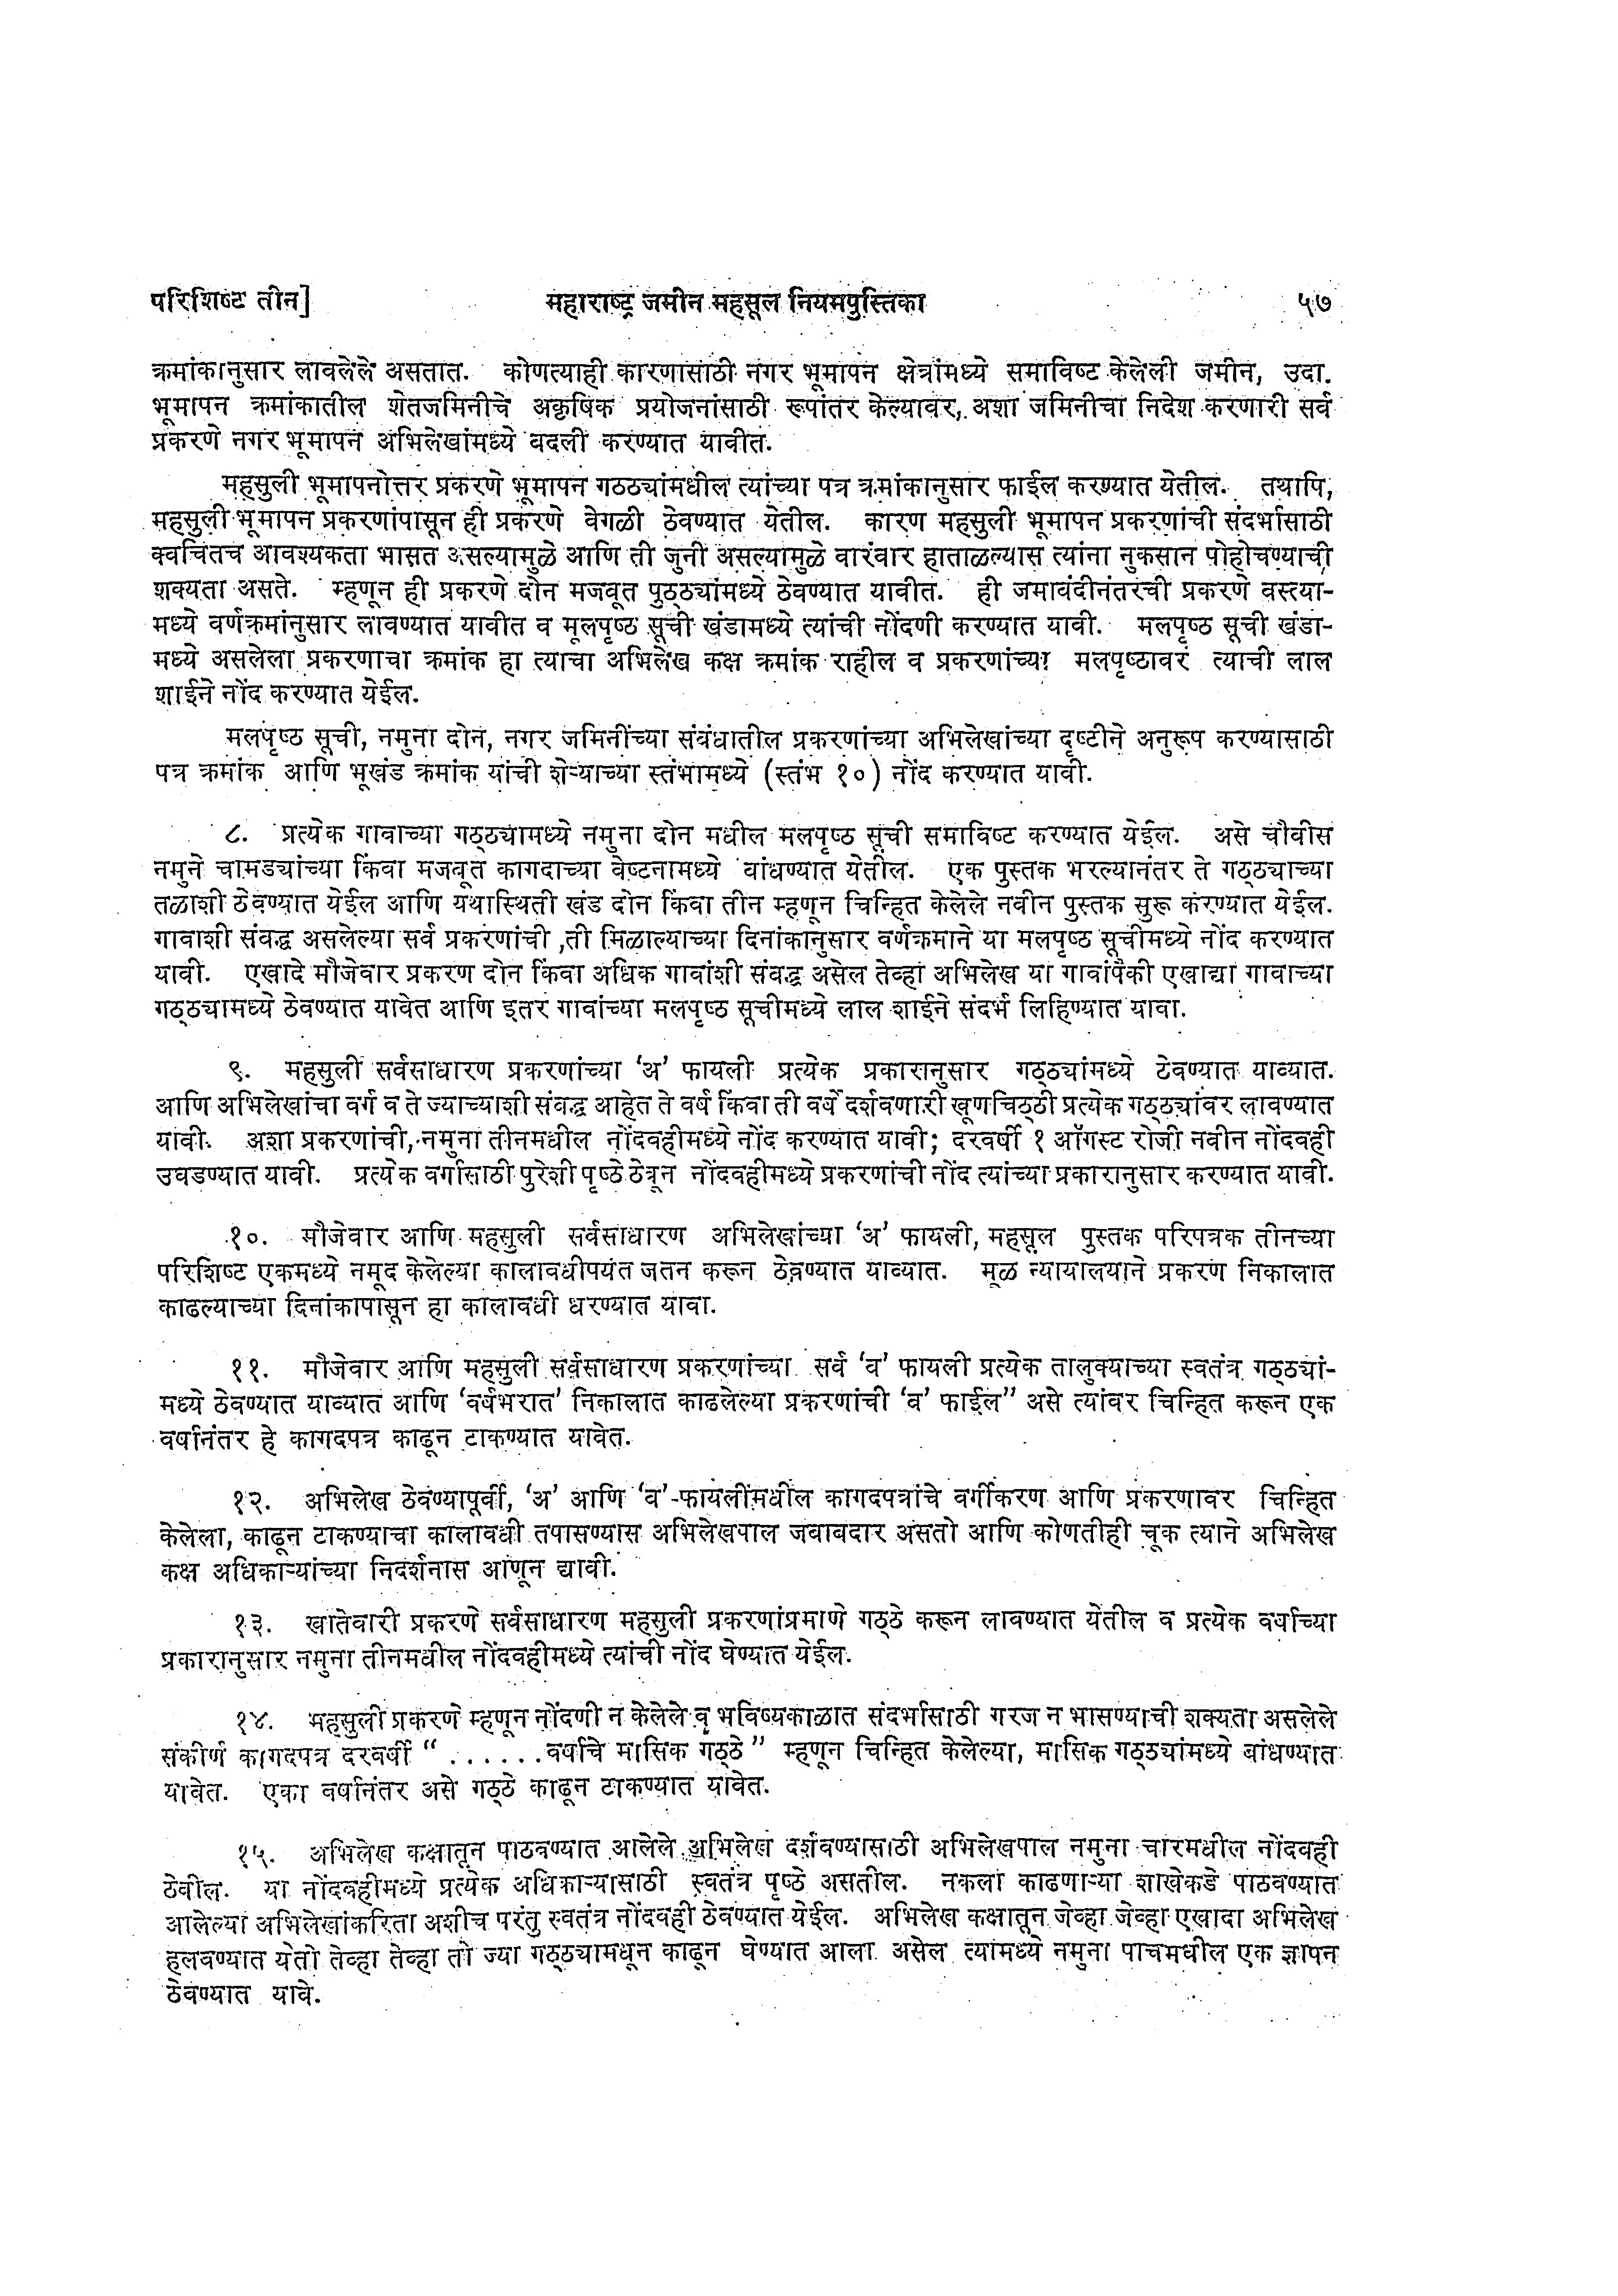 परिशिष्ट तीन] महाराष्ट्र जमीन महसूल नियमपुस्तिका ५७
क्रमांकानुसार लावलेले असतात. कोणत्याही कारणासाठी नगर भूमापन क्षेत्रांमध्ये समाविष्ट केलेली जमीन, उदा.
भूमापन क्रमांकातील शेतजमिनीचे अकृषिक प्रयोजनांसाठी रूपांतर केल्यावर, अशा जमिनीचा निदेश करणारी सर्व
प्रकरणे नगर भूमापन अभिलेखांमध्ये बदली करण्यात यावीत.
महसुली भूमापनोत्तर प्रकरणे भूमापन गठठ्यांमधील त्यांच्या पत्र क्रमांकानुसार फाईल करण्यात येतील. तथापि,
महसुली भूमापन प्रकरणांपासून ही प्रकरणे वेगळी ठेवण्यात येतील. कारण महसुली भूमापन प्रकरणांची संदर्भासाठी
क्वचितच आवश्यकता भासत असल्यामुळे आणि ती जुनी असल्यामुळे वारंवार हाताळल्यास त्यांना नुकसान पोहोचण्याची
शक्यता असते. म्हणून ही प्रकरणे दोन मजबूत पुठ्ठ्यांमध्ये ठेवण्यात यावीत. ही जमाबंदीनंतरची प्रकरणे बस्त्या-
मध्ये वर्णक्रमांनुसार लावण्यात यावीत व मूलपृष्ठ सूची खंडामध्ये त्यांची नोंदणी करण्यात यावी. मलपृष्ठ सूची खंडा-
मध्ये असलेला प्रकरणाचा क्रमांक हा त्याचा अभिलेख कक्ष क्रमांक राहील व प्रकरणांच्या मलपृष्ठावर त्याची लाल
शाईने नोंद करण्यात येईल.
मलपृष्ठ सूची, नमुना दोन, नगर जमिनींच्या संबंधातील प्रकरणांच्या अभिलेखांच्या दृष्टीने अनुरूप करण्यासाठी
पत्र क्रमांक आणि भूखंड क्रमांक यांची शेऱ्याच्या स्तंभामध्ये (स्तंभ १०) नोंद करण्यात यावी.
८. प्रत्येक गावाच्या गठ्ठ्यामध्ये नमुना दोन मधील मलपृष्ठ सूची समाविष्ट करण्यात येईल. असे चौवीस
नमुने चामड्यांच्या किंवा मजबूत कागदाच्या वेष्टनामध्ये बांधण्यात येतील. एक पुस्तक भरल्यानंतर ते गठ्ठ्याच्या
तळाशी ठेवण्यात येईल आणि यथास्थिती खंड दोन किंवा तीन म्हणून चिन्हित केलेले नवीन पुस्तक सुरू करण्यात येईल.
गावाशी संबद्ध असलेल्या सर्व प्रकरणांची ,ती मिळाल्याच्या दिनांकानुसार वर्णक्रमाने या मलपृष्ठ सूचीमध्ये नोंद करण्यात
यावी. एखादे मौजेवार प्रकरण दोन किंवा अधिक गावांशी संबद्ध असेल तेव्हा अभिलेख या गावांपैकी एखाद्या गावाच्या
गठ्ठ्यामध्ये ठेवण्यात यावेत आणि इतर गावांच्या मलपृष्ठ सूचीमध्ये लाल शाईने संदर्भ लिहिण्यात यावा.
९. महसुली सर्वसाधारण प्रकरणांच्या ‘अ’ फायली प्रत्येक प्रकारानुसार गठ्ठ्यांमध्ये ठेवण्यात याव्यात.
आणि अभिलेखांचा वर्ग व ते ज्याच्याशी संबद्ध आहेत ते वर्ष किंवा ती वर्षे दर्शवणारी खूणचिठ्ठी प्रत्येक गठ्ठ्यांवर लावण्यात
यावी. अशा प्रकरणांची, नमुना तीनमधील नोंदवहीमध्ये नोंद करण्यात यावी; दरवर्षी १ ऑगस्ट रोजी नवीन नोंदवही
उघडण्यात यावी. प्रत्येक वर्गासाठी पुरेशी पृष्ठे ठेवून नोंदवहीमध्ये प्रकरणांची नोंद त्यांच्या प्रकारानुसार करण्यात यावी.
१०. मौजेवार आणि महसुली सर्वसाधारण अभिलेखांच्या ‘अ’ फायली, महसूल पुस्तक परिपत्रक तीनच्या
परिशिष्ट एकमध्ये नमूद केलेल्या कालावधीपर्यंत जतन करून ठेवण्यात याव्यात. मूळ न्यायालयाने प्रकरण निकालात
काढल्याच्या दिनांकापासून हा कालावधी धरण्यात यावा.
११. मौजेवार आणि महसुली सर्वसाधारण प्रकरणांच्या सर्व ‘ब’ फायली प्रत्येक तालुक्याच्या स्वतंत्र गठ्ठ्यां-
मध्ये ठेवण्यात याव्यात आणि ‘वर्षभरात’ निकालात काढलेल्या प्रकरणांची ‘ब’ फाईल” असे त्यांवर चिन्हित करून एक
वर्षानंतर हे कागदपत्र काढून टाकण्यात यावेत.
१२. अभिलेख ठेवण्यापूर्वी, ‘अ’ आणि ‘ब’-फायलींमधील कागदपत्रांचे वर्गीकरण आणि प्रकरणावर चिन्हित
केलेला, काढून टाकण्याचा कालावधी तपासण्यास अभिलेखपाल जबाबदार असतो आणि कोणतीही चूक त्याने अभिलेख
कक्ष अधिकाऱ्यांच्या निदर्शनास आणून द्यावी.
१३. खातेवारी प्रकरणे सर्वसाधारण महसुली प्रकरणांप्रमाणे गठ्ठे करून लावण्यात येतील व प्रत्येक वर्षाच्या
प्रकारानुसार नमुना तीनमधील नोंदवहीमध्ये त्यांची नोंद घेण्यात येईल.
१४. महसुली प्रकरणे म्हणून नोंदणी न केलेले व भविष्यकाळात संदर्भासाठी गरज न भासण्याची शक्यता असलेले
संकीर्ण कागदपत्र दरवर्षी “ . . . . . . वर्षाचे मासिक गठ्ठे ” म्हणून चिन्हित केलेल्या, मासिक गठ्ठ्यांमध्ये बांधण्यात
यावेत. एका वर्षानंतर असे गठ्ठे काढून टाकण्यात यावेत.
१५. अभिलेख कक्षातून पाठवण्यात आलेले अभिलेख दर्शवण्यासाठी अभिलेखपाल नमुना चारमधील नोंदवही
ठेवील. या नोंदवहीमध्ये प्रत्येक अधिकाऱ्यासाठी स्वतंत्र पृष्ठे असतील. नकला काढणाऱ्या शाखेकडे पाठवण्यात
आलेल्या अभिलेखांकरिता अशीच परंतु स्वतंत्र नोंदवही ठेवण्यात येईल. अभिलेख कक्षातून जेव्हा जेव्हा एखादा अभिलेख
हलवण्यात येतो तेव्हा तेव्हा तो ज्या गठ्ठ्यामधून काढून घेण्यात आला असेल त्यामध्ये नमुना पाचमधील एक ज्ञापन
ठेवण्यात यावे.